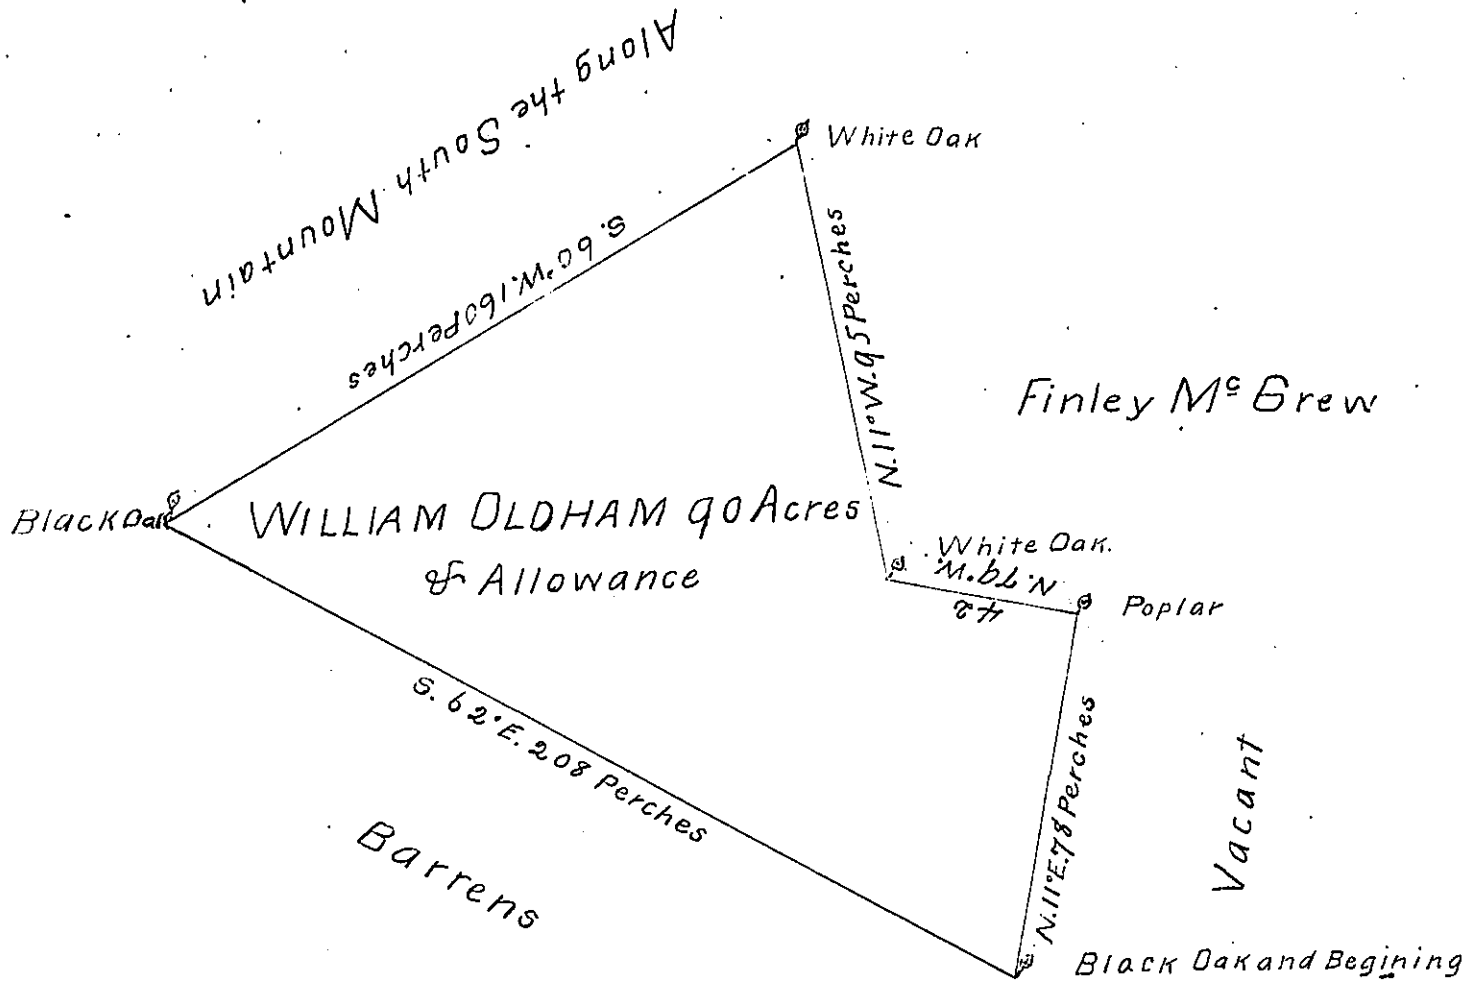 Along the South Mountain
White Oak
S. 60° W. 160 Perches
N. 11° W. 95 Perches
Finley Mᶜ Grew
Black Oak
WILLIAM OLDHAM 90 Acres
& Allowance
White Oak.
N. 79° W.
42
Poplar
S. 62° E. 208 Perches
N. 11° E. 78 Perches
Vacant
Barrens
Black Oak and Begining